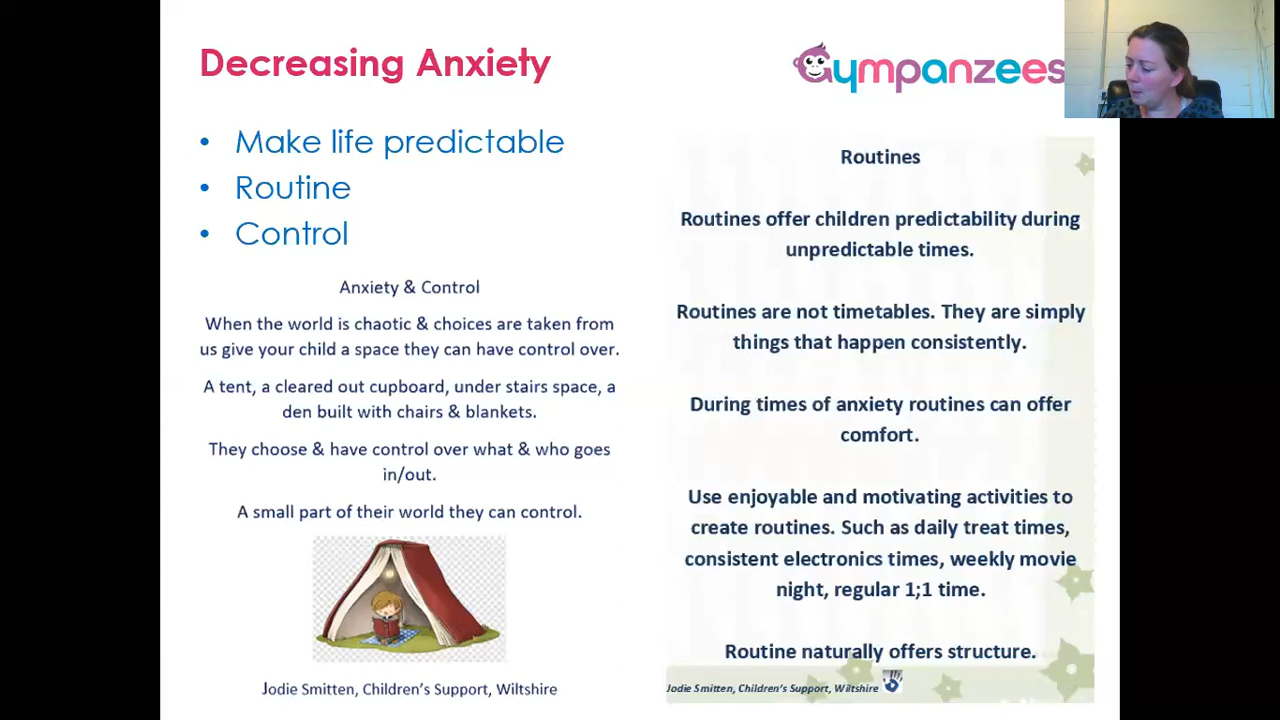 Decreasing Anxiety
Gympanzees
• Make life predictable
• Routine
• Control
Anxiety & Control
When the world is chaotic & choices are taken from
us give your child a space they can have control over.
A tent, a cleared out cupboard, under stairs space, a
den built with chairs & blankets.
They choose & have control over what & who goes
in/out.
A small part of their world they can control.
Jodie Smitten, Children's Support, Wiltshire
Routines
Routines offer children predictability during
unpredictable times.
Routines are not timetables. They are simply
things that happen consistently.
During times of anxiety routines can offer
comfort.
Use enjoyable and motivating activities to
create routines. Such as daily treat times,
consistent electronics times, weekly movie
night, regular 1;1 time.
Routine naturally offers structure.
Jodie Smitten, Children's Support, Wiltshire